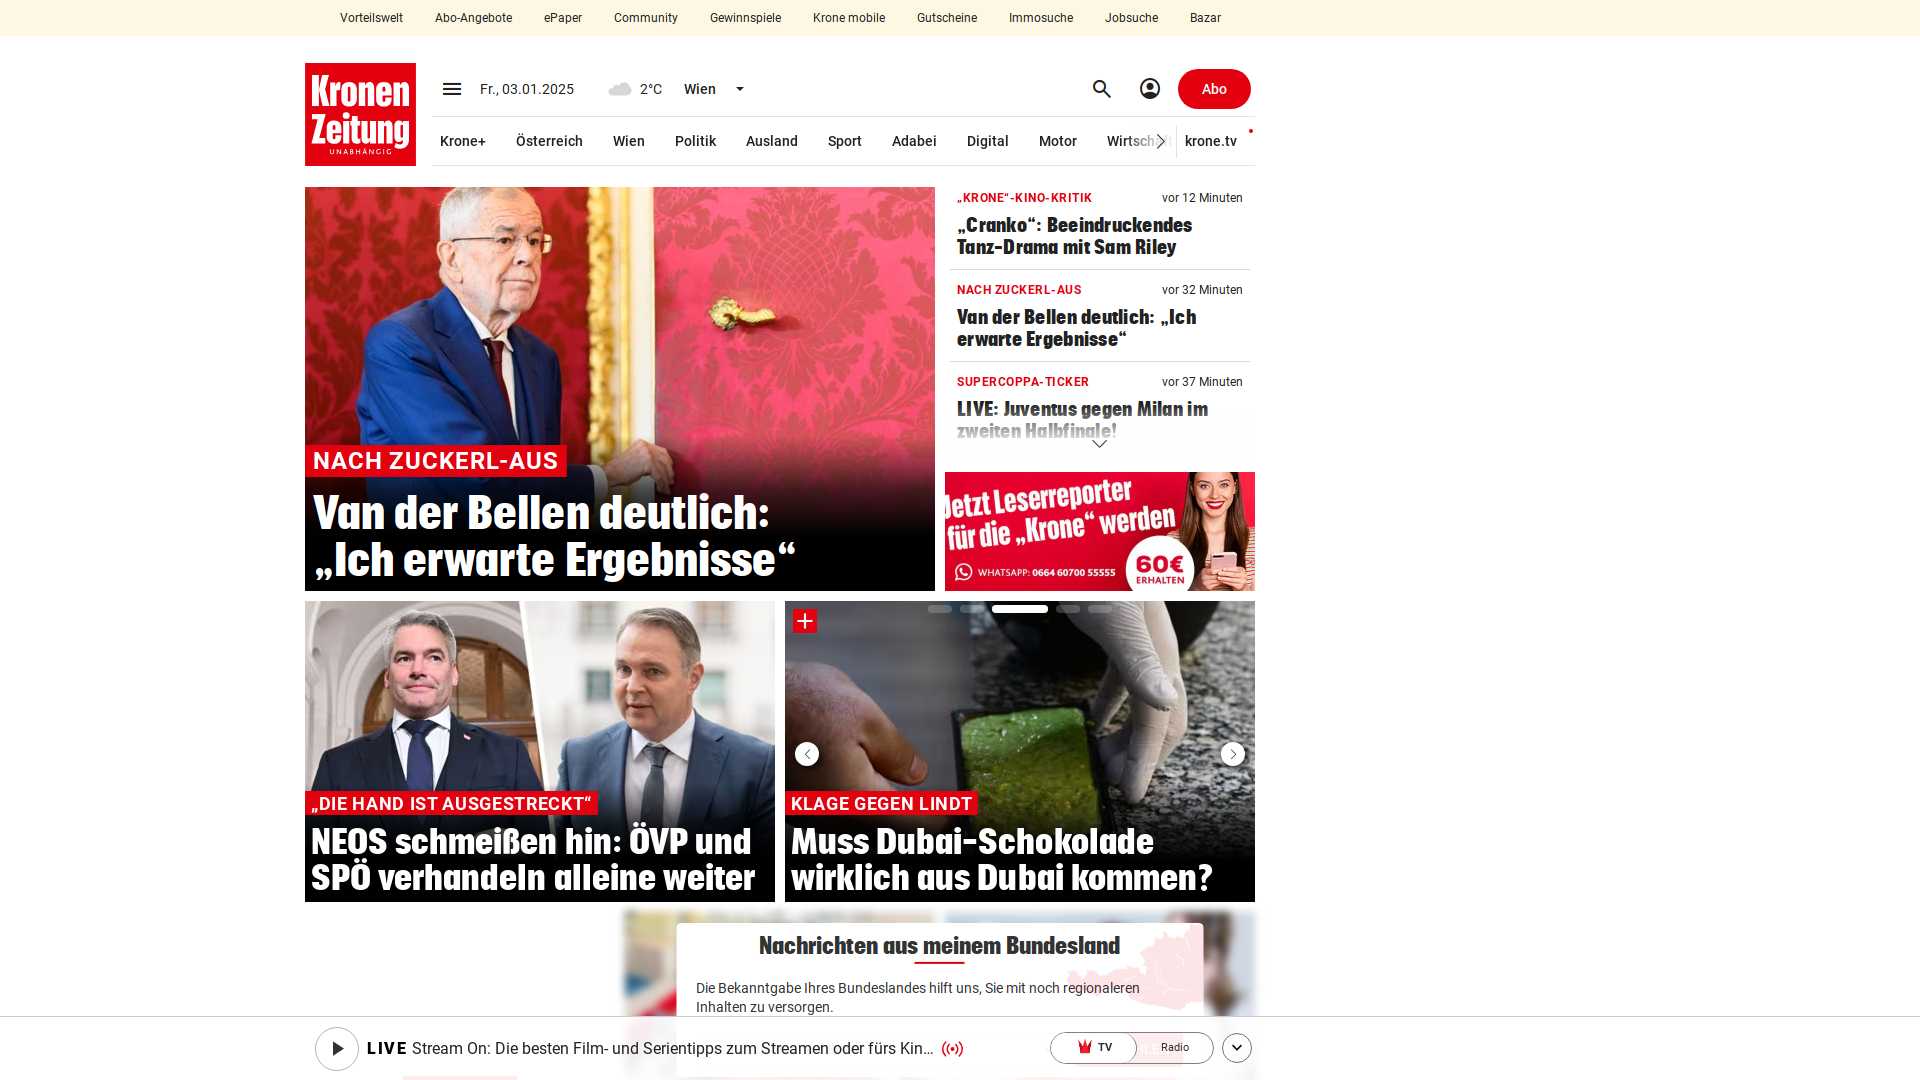 Vorteilswelt Abo-Angebote ePaper Community Gewinnspiele Krone mobile Gutscheine Immosuche Jobsuche Bazar
Kronen
Zeitung
UNABHÄNGIG
Fr., 03.01.2025 2°C Wien Abo
Krone+ Österreich Wien Politik Ausland Sport Adabei Digital Motor krone.tv
NACH ZUCKERL-AUS
Van der Bellen deutlich:
„Ich erwarte Ergebnisse“
„KRONE“-KINO-KRITIK vor 12 Minuten
„Cranko“: Beeindruckendes
Tanz-Drama mit Sam Riley
NACH ZUCKERL-AUS vor 32 Minuten
Van der Bellen deutlich: „Ich
erwarte Ergebnisse“
SUPERCOPPA-TICKER vor 37 Minuten
LIVE: Juventus gegen Milan im
zweiten Halbfinale!
Jetzt Leserreporter
für die „Krone“ werden
WHATSAPP: 0664 60700 55555
60€
ERHALTEN
„DIE HAND IST AUSGESTRECKT“
NEOS schmeißen hin: ÖVP und
SPÖ verhandeln alleine weiter
KLAGE GEGEN LINDT
Muss Dubai-Schokolade
wirklich aus Dubai kommen?
Nachrichten aus meinem Bundesland
Die Bekanntgabe Ihres Bundeslandes hilft uns, Sie mit noch regionaleren
Inhalten zu versorgen.
LIVE Stream On: Die besten Film- und Serientipps zum Streamen oder fürs Kin... TV Radio